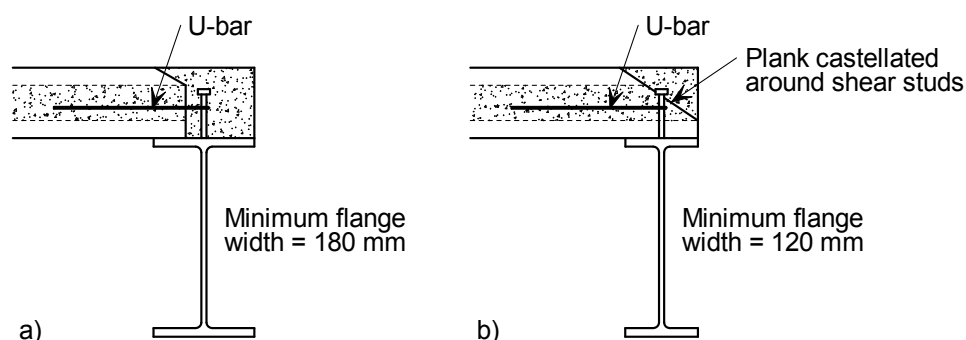 U-bar
Minimum flange
width = 180 mm
a)
U-bar
Plank castellated
around shear studs
Minimum flange
width = 120 mm
b)